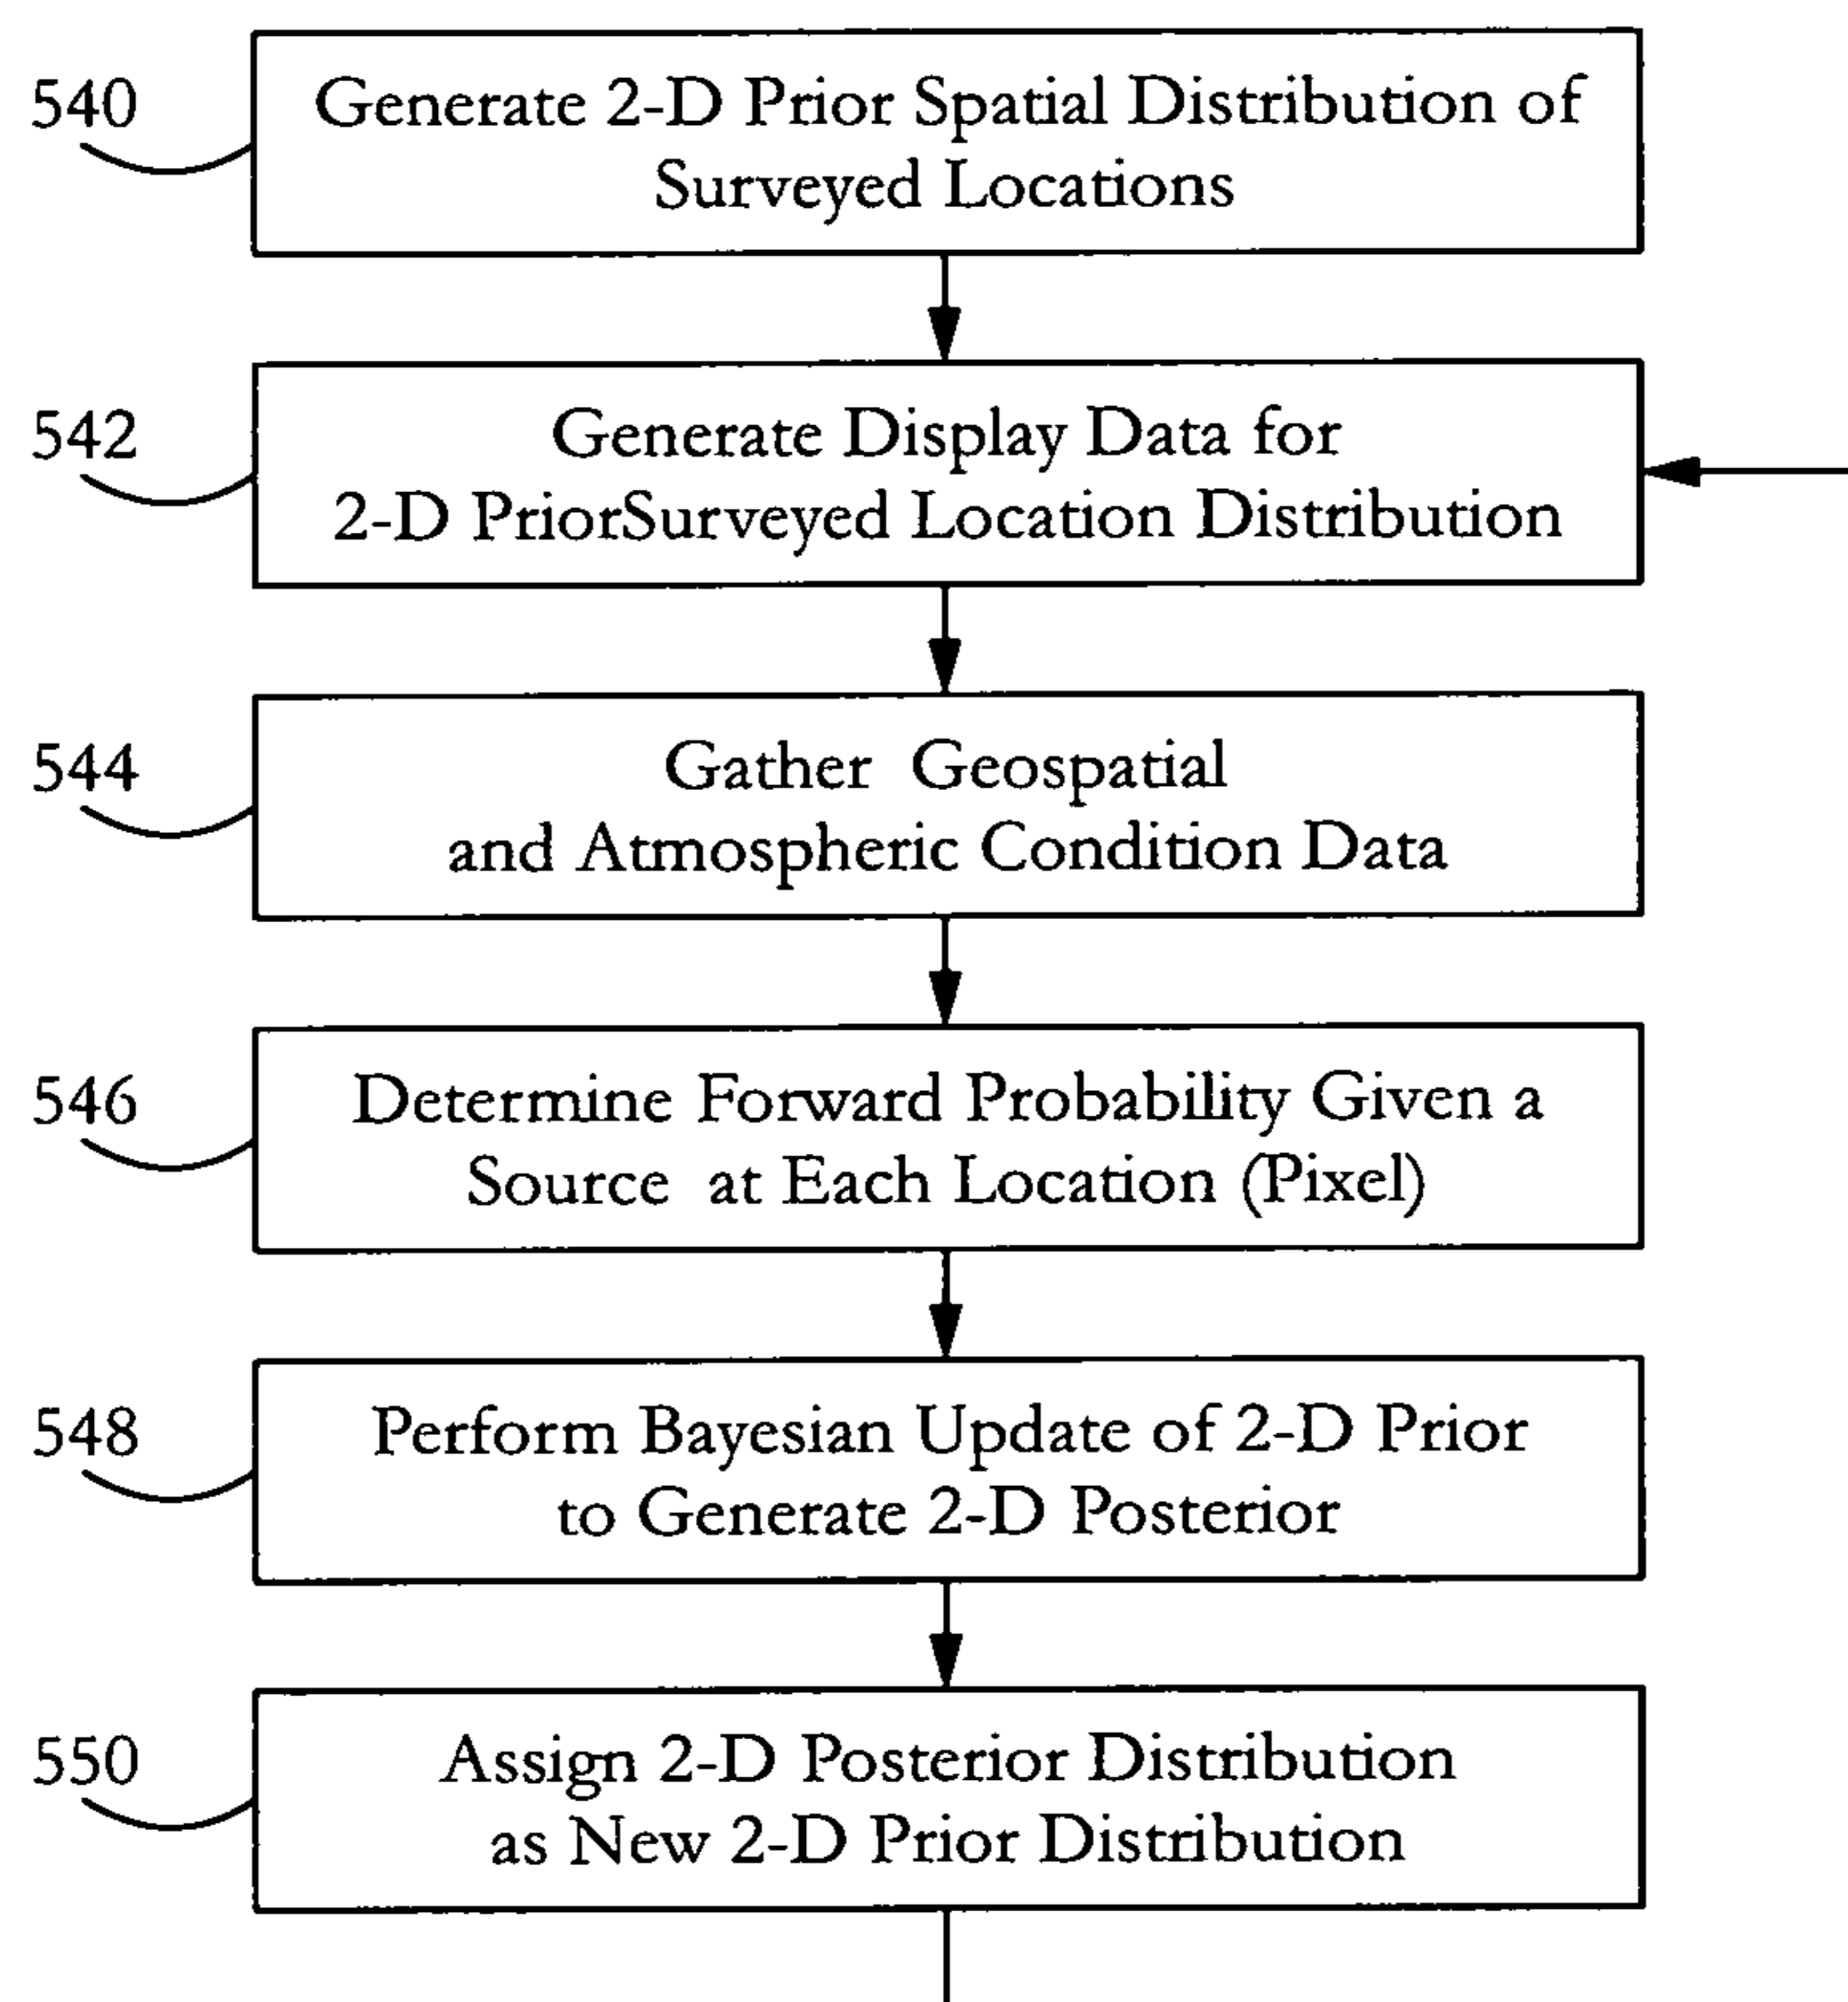 540
Generate 2-D Prior Spatial Distribution of
Surveyed Locations
542
Generate Display Data for
2-D PriorSurveyed Location Distribution
544
Gather Geospatial
and Atmospheric Condition Data
546
Determine Forward Probability Given a
Source at Each Location (Pixel)
548
Perform Bayesian Update of 2-D Prior
to Generate 2-D Posterior
550
Assign 2-D Posterior Distribution
as New 2-D Prior Distribution